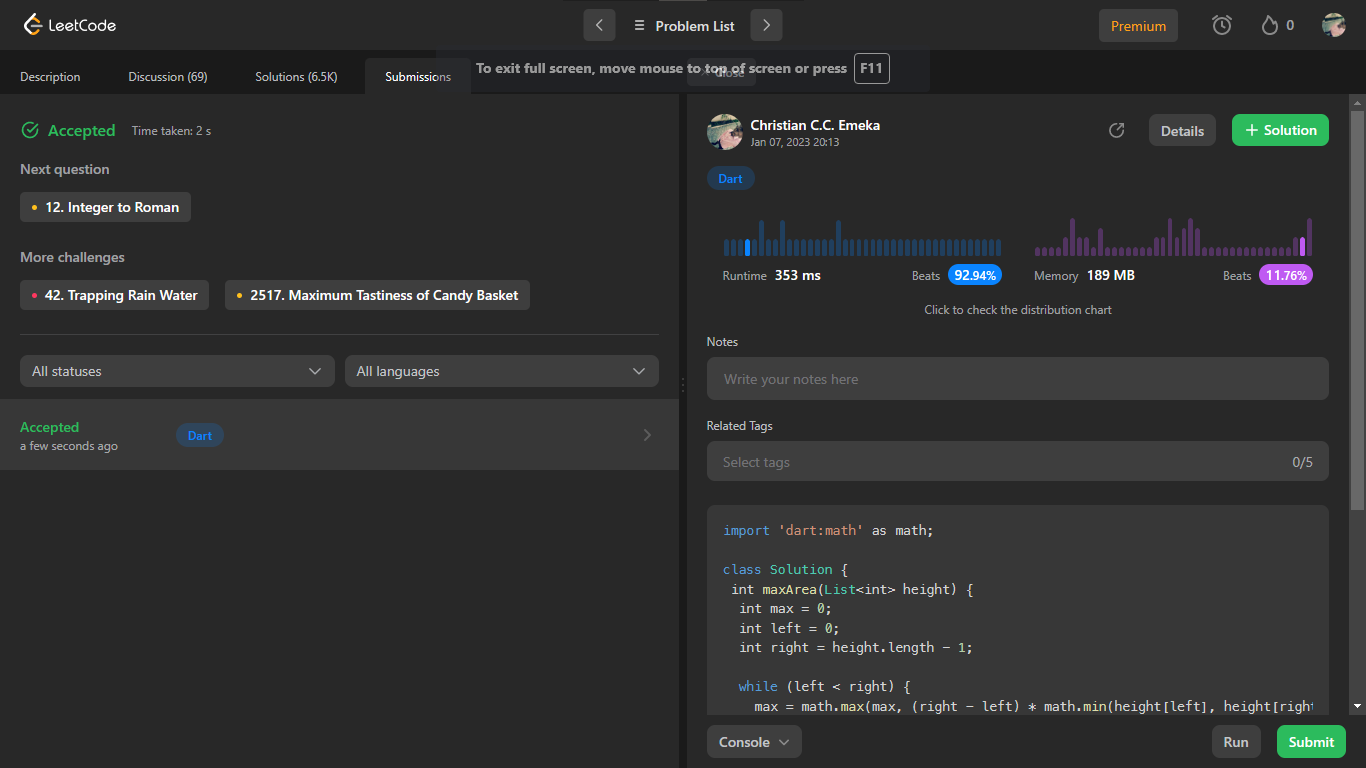 LeetCode
Problem List
Premium
0
Description
Discussion (69)
Solutions (6.5K)
Submissions
To exit full screen, move mouse to top of screen or press F11
Close
Accepted
Time taken: 2 s
Next question
12. Integer to Roman
More challenges
42. Trapping Rain Water
2517. Maximum Tastiness of Candy Basket
All statuses
All languages
Accepted
a few seconds ago
Dart
Christian C.C. Emeka
Jan 07, 2023 20:13
Details
+ Solution
Dart
Runtime 353 ms
Beats 92.94%
Memory 189 MB
Beats 11.76%
Click to check the distribution chart
Notes
Write your notes here
Related Tags
Select tags
0/5
import 'dart:math' as math;
class Solution {
int maxArea(List<int> height) {
int max = 0;
int left = 0;
int right = height.length - 1;
while (left < right) {
max = math.max(max, (right - left) * math.min(height[left], height[righ
Console
Run
Submit